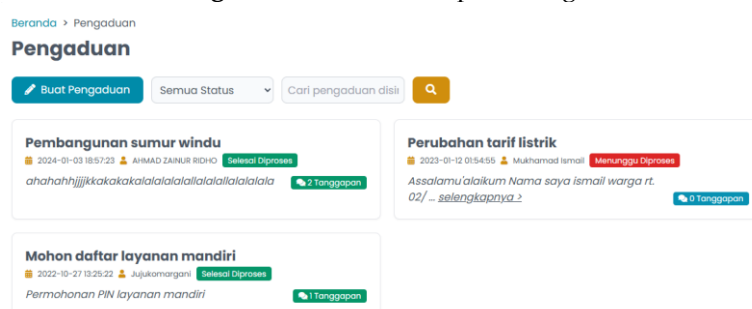 Beranda > Pengaduan
Pengaduan
Buat Pengaduan Semua Status Cari pengaduan disi
Pembangunan sumur windu
2024-01-03 18:57:23 AHMAD ZAINUR RIDHO Selesai Diproses
ahahahhjjjjkkakakakalalalalalallalalallalalalala 2 Tanggapan
Perubahan tarif listrik
2023-01-12 01:54:55 Mukhamad Ismail Menunggu Diproses
Assalamu'alaikum Nama saya ismail warga rt.
02/ ... selengkapnya > 0 Tanggapan
Mohon daftar layanan mandiri
2022-10-27 13:25:22 Jujukomargani Selesai Diproses
Permohonan PIN layanan mandiri 1 Tanggapan